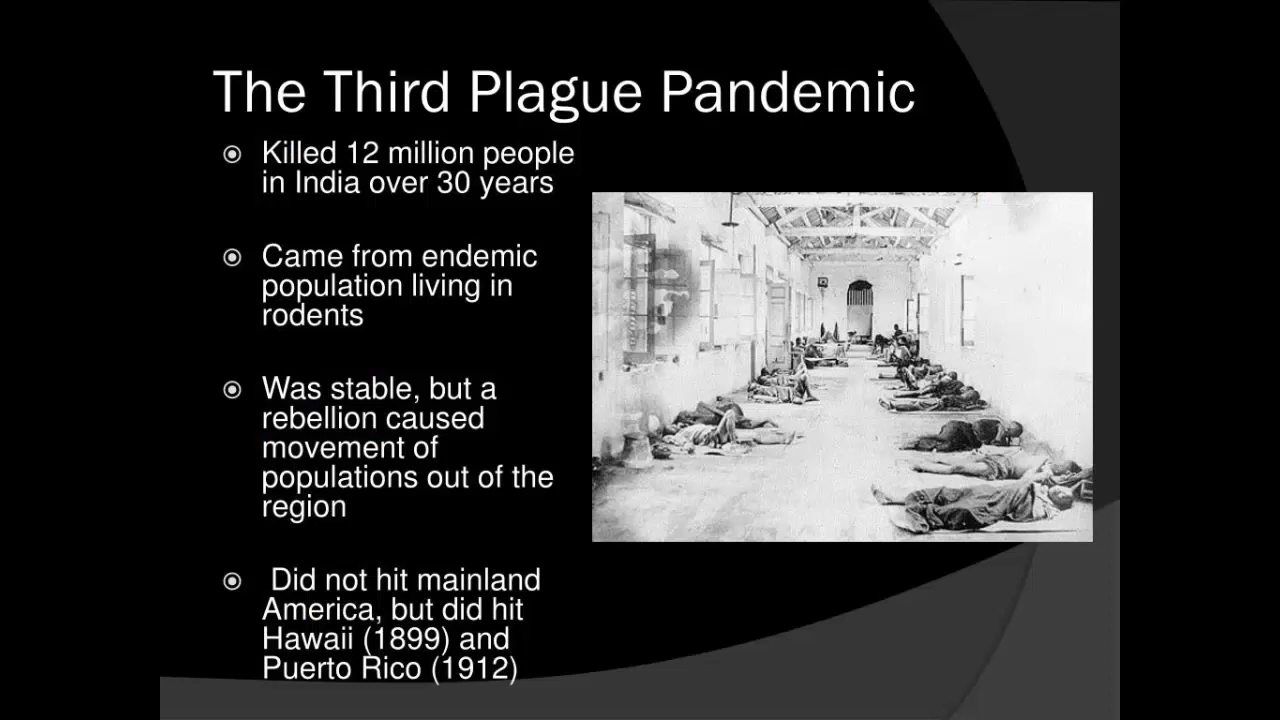 The Third Plague Pandemic
Killed 12 million people
in India over 30 years
Came from endemic
population living in
rodents
Was stable, but a
rebellion caused
movement of
populations out of the
region
Did not hit mainland
America, but did hit
Hawaii (1899) and
Puerto Rico (1912)